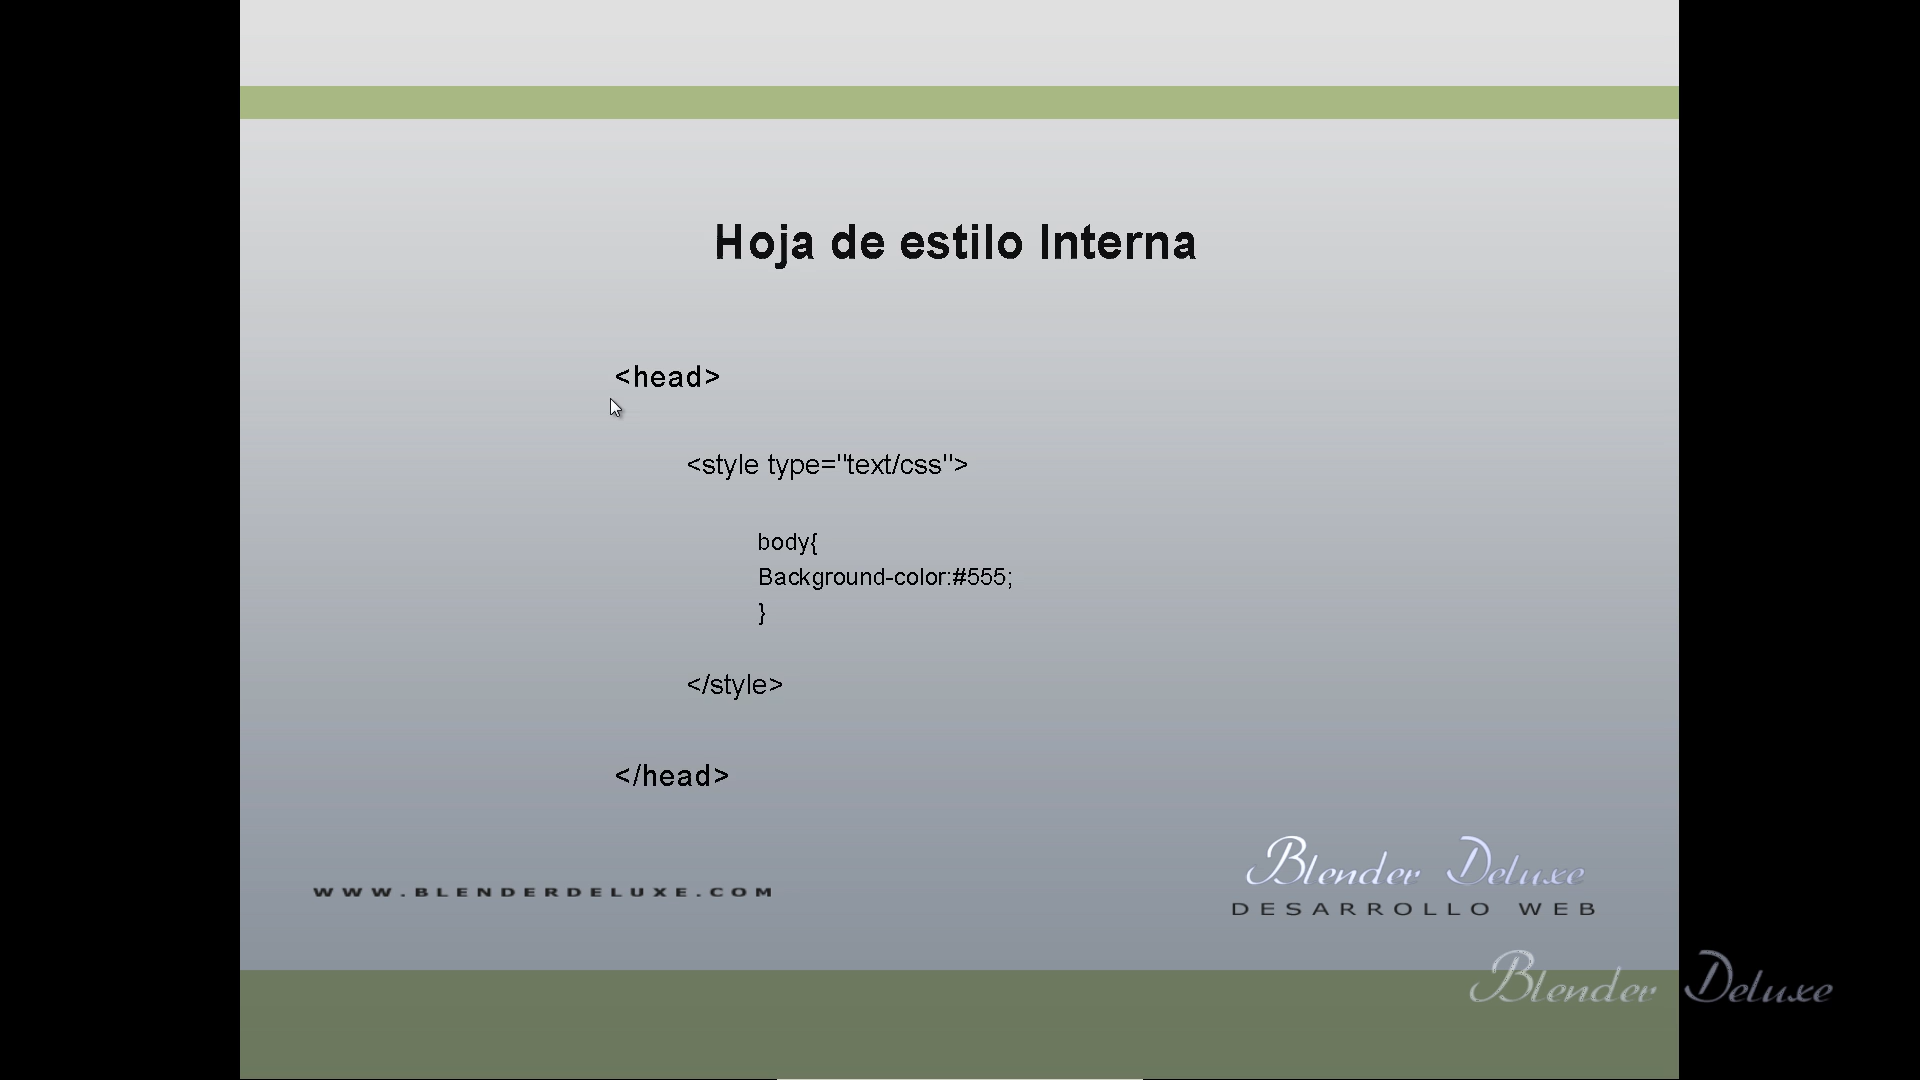 Hoja de estilo Interna
<head>
<style type="text/css">
body{
Background-color:#555;
}
</style>
</head>
WWW.BLENDERDELUXE.COM
Blender Deluxe
DESARROLLO WEB
Blender Deluxe